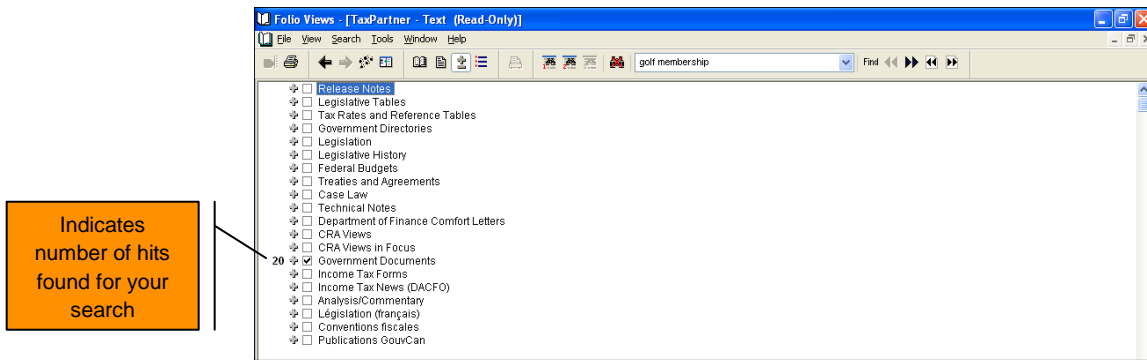 Folio Views - [TaxPartner - Text (Read-Only)]
File View Search Tools Window Help
golf membership
Find
Release Notes
Legislative Tables
Tax Rates and Reference Tables
Government Directories
Legislation
Legislative History
Federal Budgets
Treaties and Agreements
Case Law
Technical Notes
Department of Finance Comfort Letters
CRA Views
CRA Views in Focus
20 Government Documents
Income Tax Forms
Income Tax News (DACFO)
Analysis/Commentary
Législation (français)
Conventions fiscales
Publications GouvCan
Indicates
number of hits
found for your
search